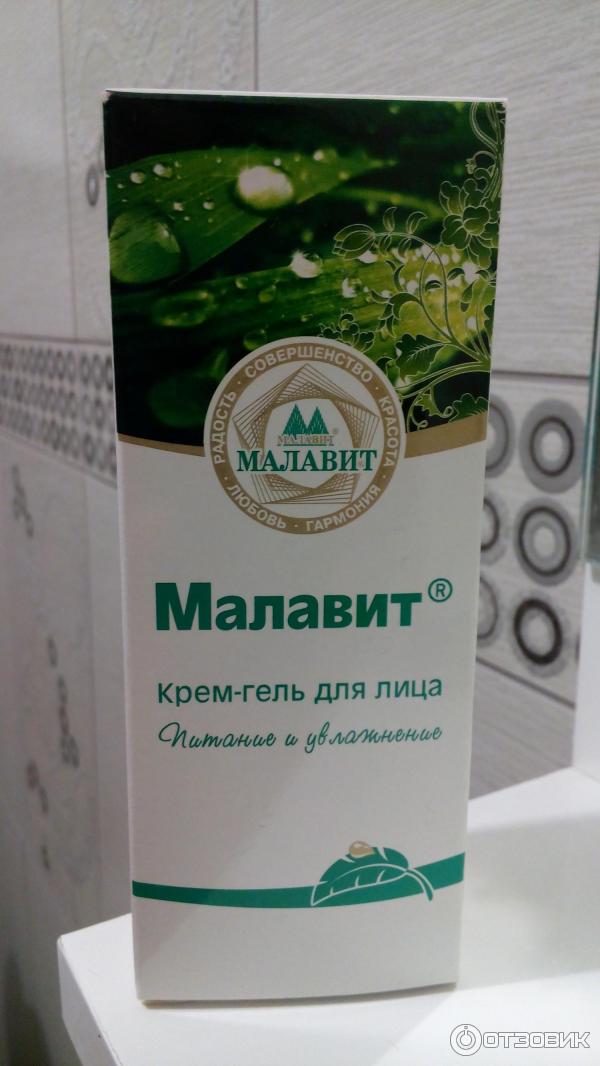 РАДОСТЬ · СОВЕРШЕНСТВО · КРАСОТА · ГАРМОНИЯ · ЛЮБОВЬ ·
МАЛАВИТ®
МАЛАВИТ
Малавит®
крем-гель для лица
Питание и увлажнение
ОТЗОВИК